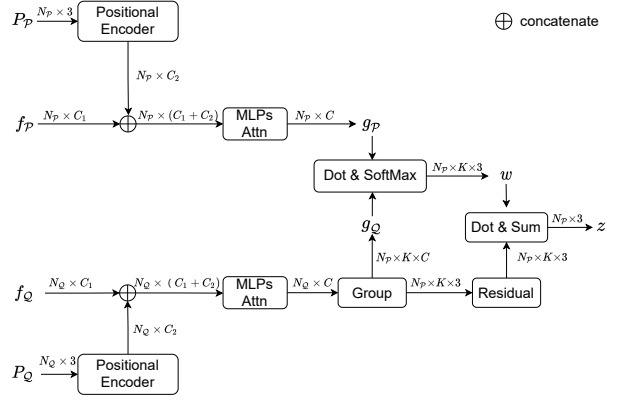 P_𝒫 N_𝒫 × 3 Positional Encoder ⊕ concatenate
N_𝒫 × C_2
f_𝒫 N_𝒫 × C_1 N_𝒫 × (C_1 + C_2) MLPs Attn N_𝒫 × C g_𝒫
Dot & SoftMax N_𝒫 × K × 3 w
g_𝒬 Dot & Sum N_𝒫 × 3 z
N_𝒫 × K × C N_𝒫 × K × 3
f_𝒬 N_𝒬 × C_1 N_𝒬 × (C_1 + C_2) MLPs Attn N_𝒬 × C Group N_𝒫 × K × 3 Residual
N_𝒬 × C_2
P_𝒬 N_𝒬 × 3 Positional Encoder